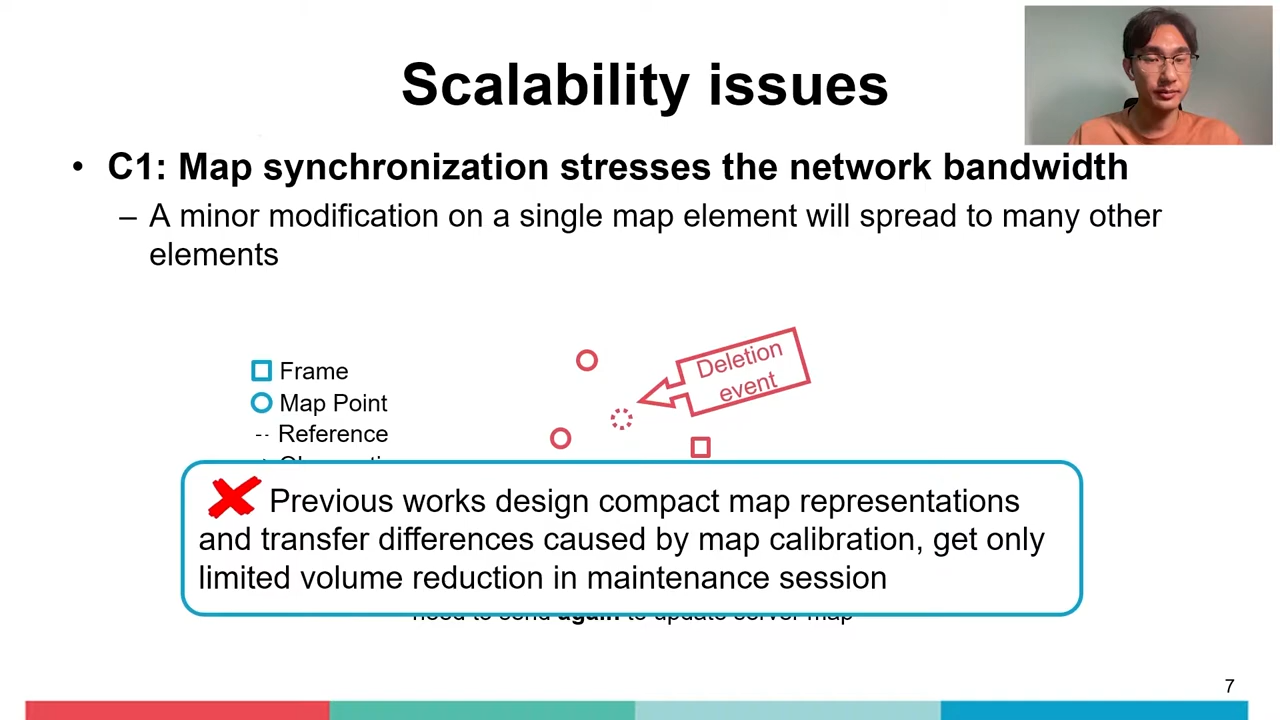 Scalability issues
• C1: Map synchronization stresses the network bandwidth
– A minor modification on a single map element will spread to many other
elements
Frame
Map Point
Reference
Deletion
event
Previous works design compact map representations
and transfer differences caused by map calibration, get only
limited volume reduction in maintenance session
need to send again to update server map
7